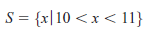 S = {x|10 < x < 11}